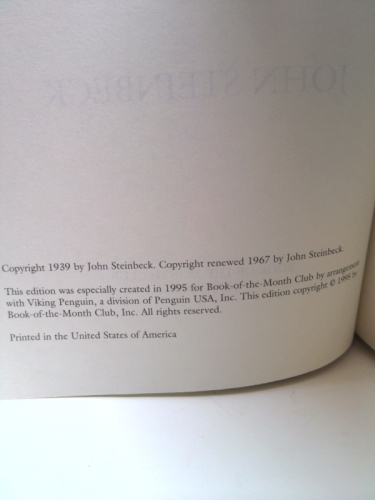 JOHN STEINBECK
Copyright 1939 by John Steinbeck. Copyright renewed 1967 by John Steinbeck.
This edition was especially created in 1995 for Book-of-the-Month Club by arrangement
with Viking Penguin, a division of Penguin USA, Inc. This edition copyright © 1995 by
Book-of-the-Month Club, Inc. All rights reserved.
Printed in the United States of America